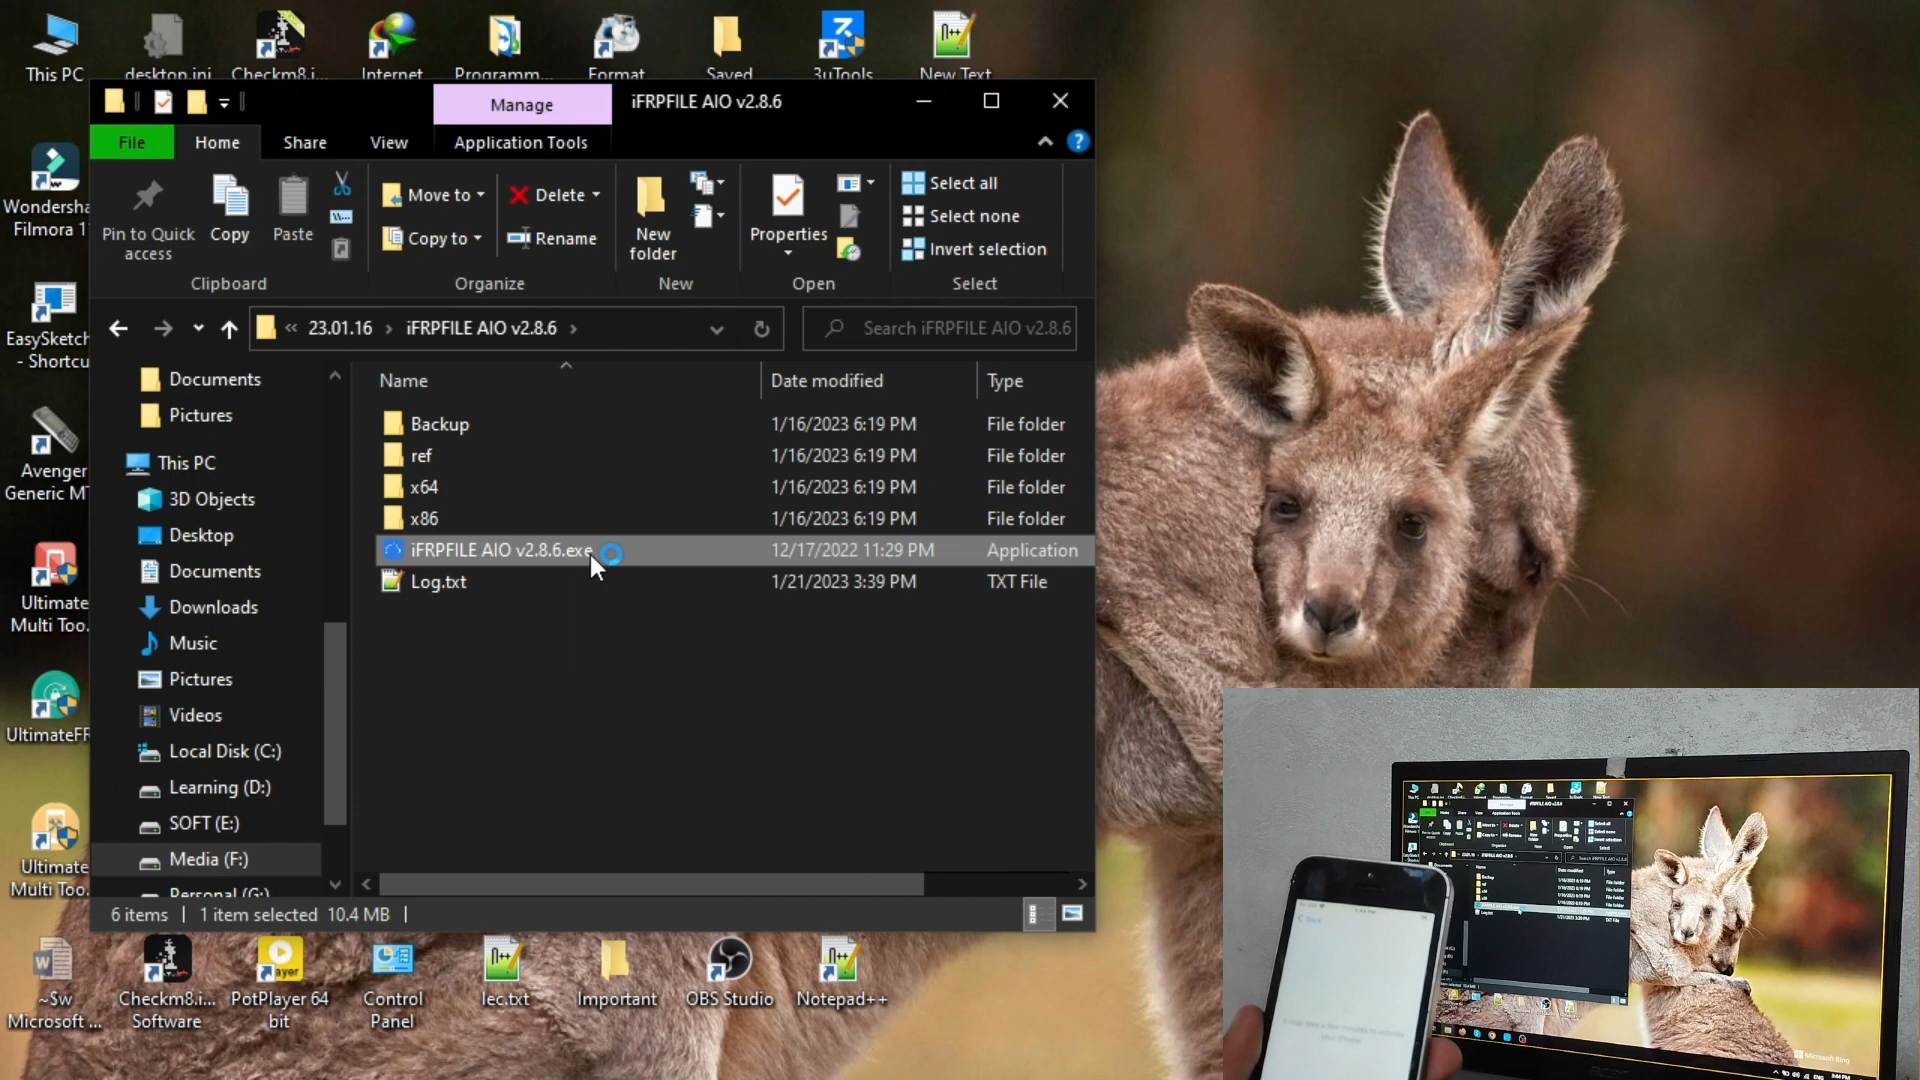 This PC
desktop.ini
Checkm8.i...
Internet
Programm...
Format
Saved
3uTools
New Text
Manage
iFRPFILE AIO v2.8.6
File
Home
Share
View
Application Tools
Pin to Quick access
Copy
Paste
Move to
Copy to
Delete
Rename
New folder
Properties
Select all
Select none
Invert selection
Clipboard
Organize
New
Open
Select
« 23.01.16 › iFRPFILE AIO v2.8.6 ›
Search iFRPFILE AIO v2.8.6
Documents
Pictures
This PC
3D Objects
Desktop
Documents
Downloads
Music
Pictures
Videos
Local Disk (C:)
Learning (D:)
SOFT (E:)
Media (F:)
Personal (G:)
Name Date modified Type
Backup 1/16/2023 6:19 PM File folder
ref 1/16/2023 6:19 PM File folder
x64 1/16/2023 6:19 PM File folder
x86 1/16/2023 6:19 PM File folder
iFRPFILE AIO v2.8.6.exe 12/17/2022 11:29 PM Application
Log.txt 1/21/2023 3:39 PM TXT File
6 items 1 item selected 10.4 MB
Wondersha
Filmora 1
EasySketch
- Shortcu
Avenger
Generic MT
Ultimate
Multi Too.
UltimateFR
Ultimate
Multi Too..
~$w
Microsoft ...
Checkm8.i...
Software
PotPlayer 64
bit
Control
Panel
lec.txt
Important
OBS Studio
Notepad++
Back
Microsoft Bing